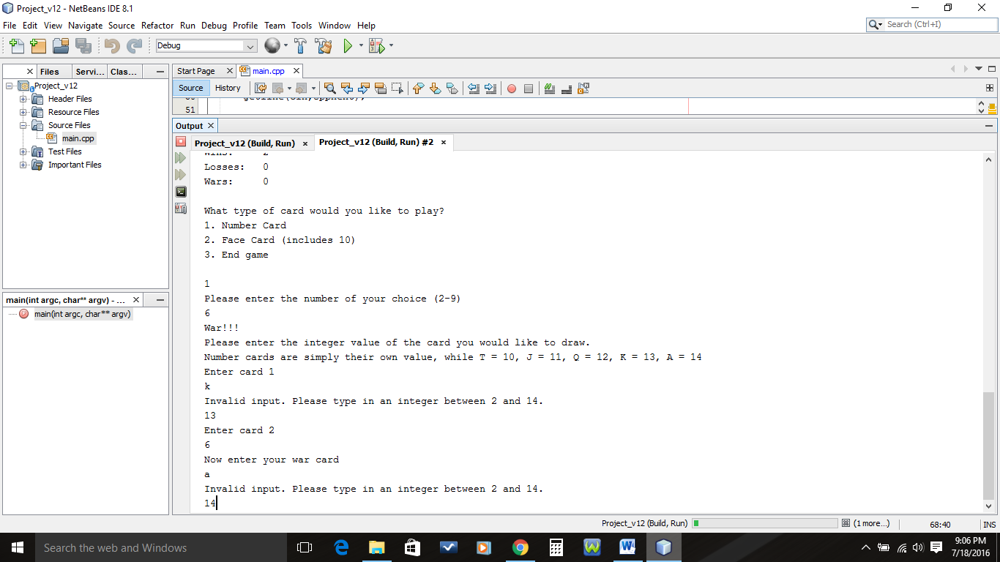 Project_v12 - NetBeans IDE 8.1
File Edit View Navigate Source Refactor Run Debug Profile Team Tools Window Help
Search (Ctrl+I)
Debug
Files Servi... Clas...
Start Page main.cpp
Project_v12
Header Files
Resource Files
Source Files
main.cpp
Test Files
Important Files
Source History
51
Output
Project_v12 (Build, Run) Project_v12 (Build, Run) #2
Wins: 2
Losses: 0
Wars: 0
What type of card would you like to play?
1. Number Card
2. Face Card (includes 10)
3. End game
1
Please enter the number of your choice (2-9)
6
War!!!
Please enter the integer value of the card you would like to draw.
Number cards are simply their own value, while T = 10, J = 11, Q = 12, K = 13, A = 14
Enter card 1
k
Invalid input. Please type in an integer between 2 and 14.
13
Enter card 2
6
Now enter your war card
a
Invalid input. Please type in an integer between 2 and 14.
14
main(int argc, char** argv) - ...
main(int argc, char** argv)
Project_v12 (Build, Run) (1 more...) 68:40 INS
Search the web and Windows
9:06 PM
7/18/2016